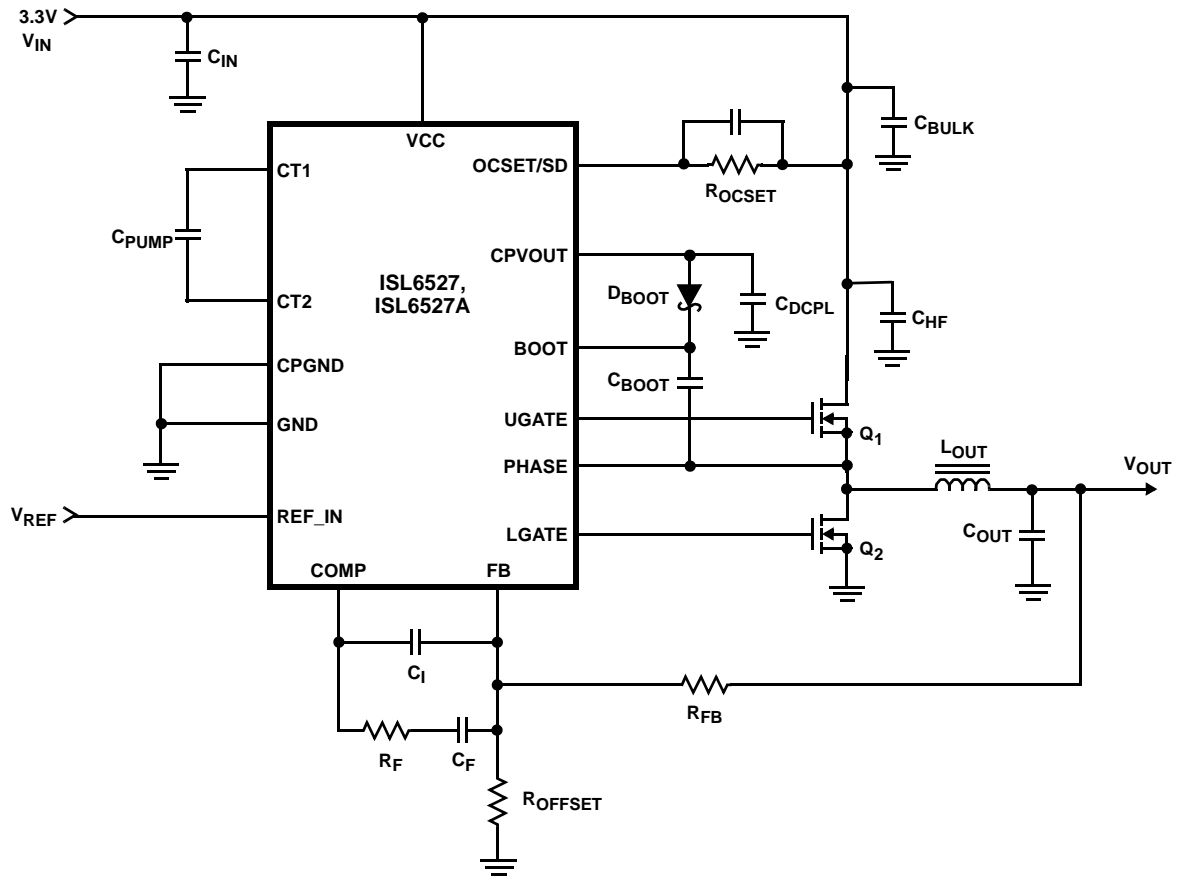 3.3V
VIN
CIN
VCC
CBULK
CT1
OCSET/SD
ROCSET
CPUMP
CPVOUT
ISL6527,
ISL6527A
DBOOT
CDCPL
CT2
CHF
BOOT
CPGND
CBOOT
GND
UGATE
Q1
LOUT
PHASE
VOUT
VREF
REF_IN
LGATE
COUT
Q2
COMP
FB
CI
RFB
RF
CF
ROFFSET